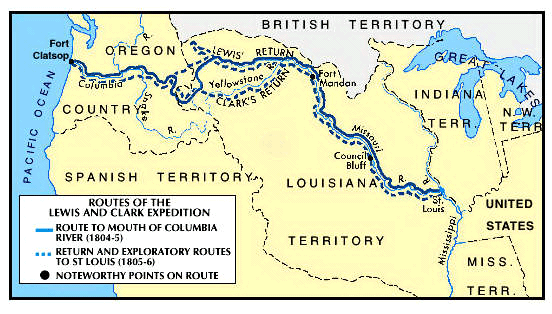 BRITISH TERRITORY
Fort
Clatsop
OREGON
R.
LEWIS' RETURN
GREAT LAKES
Columbia
Yellowstone
R.
CLARK'S RETURN
Fort
Mandan
INDIANA
TERR.
N.W.
TERR
PACIFIC OCEAN
COUNTRY
Snake
R.
Missouri
R.
Council
Bluff
R.
SPANISH TERRITORY
LOUISIANA
TERRITORY
St
Louis
UNITED
STATES
Mississippi
MISS.
TERR.
ROUTES OF THE
LEWIS AND CLARK EXPEDITION
ROUTE TO MOUTH OF COLUMBIA
RIVER (1804-5)
RETURN AND EXPLORATORY ROUTES
TO ST LOUIS (1805-6)
NOTEWORTHY POINTS ON ROUTE